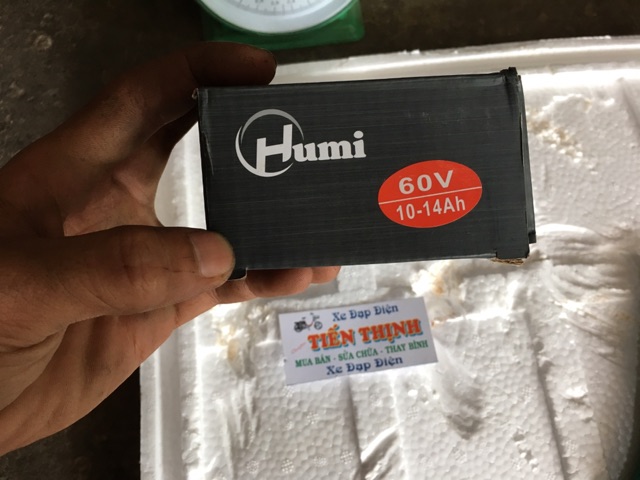 Humi
60V
10-14Ah
Xe Đạp Điện
TIẾN THỊNH
MUA BÁN - SỬA CHỮA - THAY BÌNH
Xe Đạp Điện